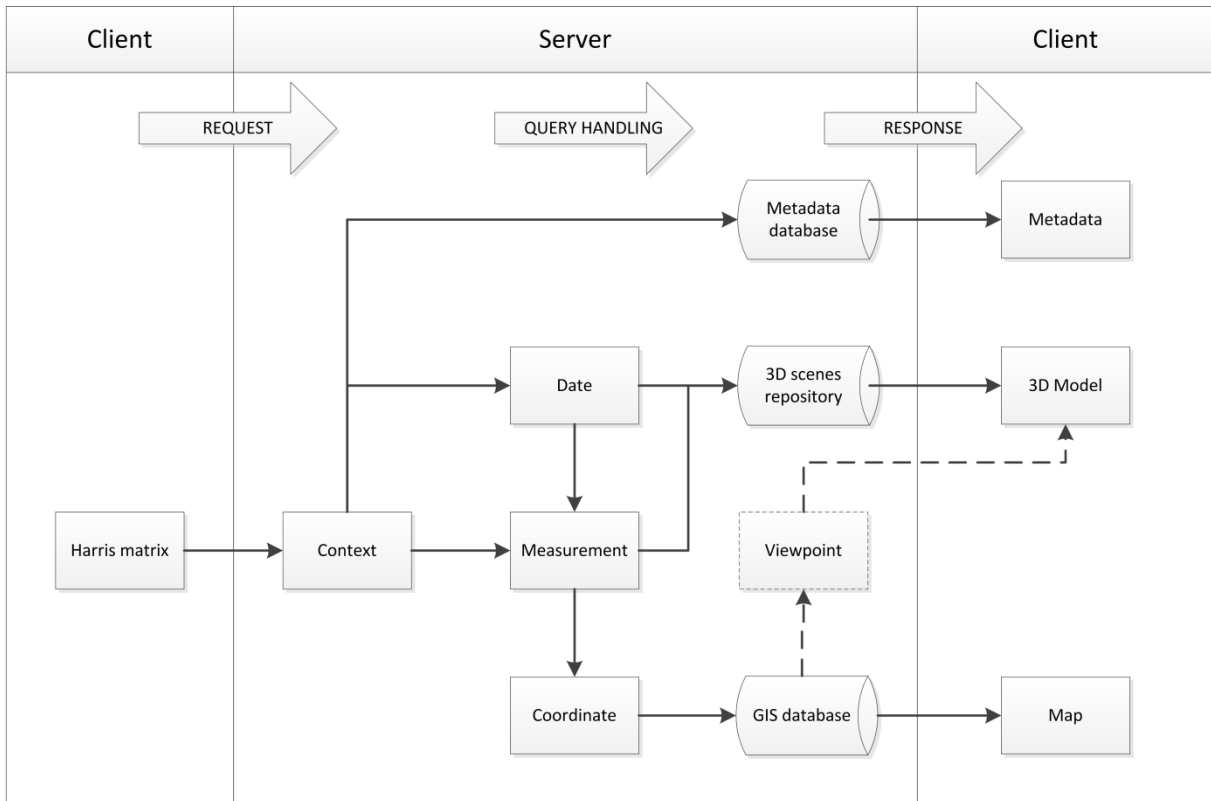 Client
Server
Client
REQUEST
QUERY HANDLING
RESPONSE
Metadata
database
Metadata
Date
3D scenes
repository
3D Model
Harris matrix
Context
Measurement
Viewpoint
Coordinate
GIS database
Map